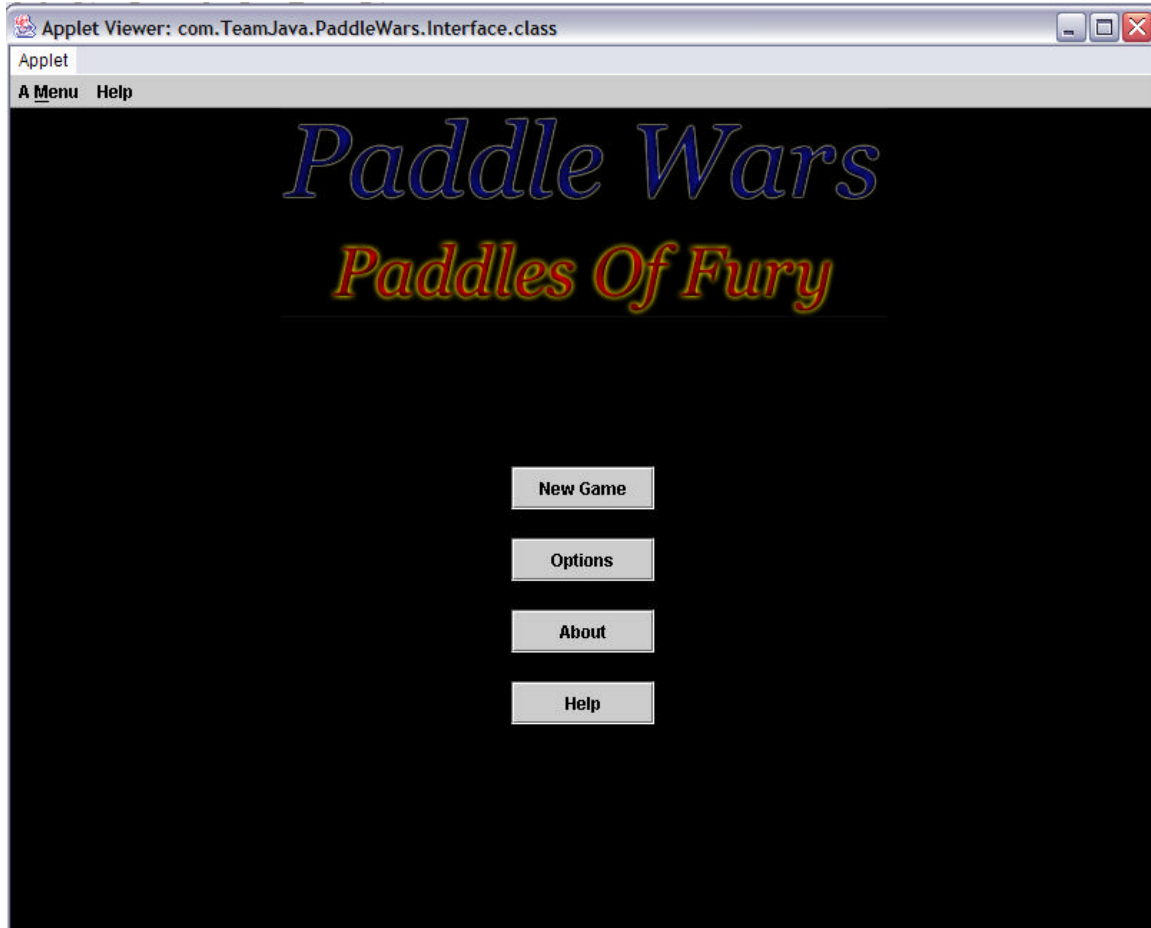 Applet Viewer: com.TeamJava.PaddleWars.Interface.class
Applet
A Menu Help
Paddle Wars
Paddles Of Fury
New Game
Options
About
Help